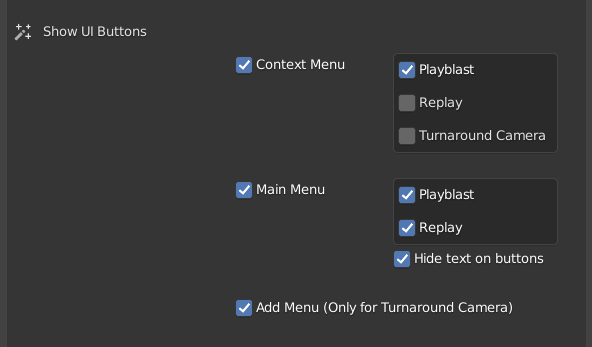 Show UI Buttons
Context Menu
Playblast
Replay
Turnaround Camera
Main Menu
Playblast
Replay
Hide text on buttons
Add Menu (Only for Turnaround Camera)